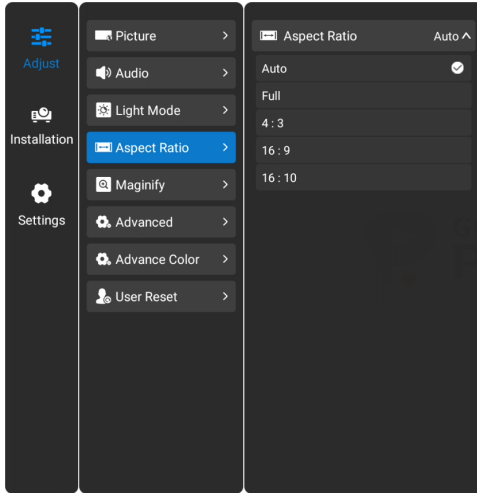 Adjust
Installation
Settings
Picture
Audio
Light Mode
Aspect Ratio
Maginify
Advanced
Advance Color
User Reset
Aspect Ratio Auto
Auto
Full
4 : 3
16 : 9
16 : 10